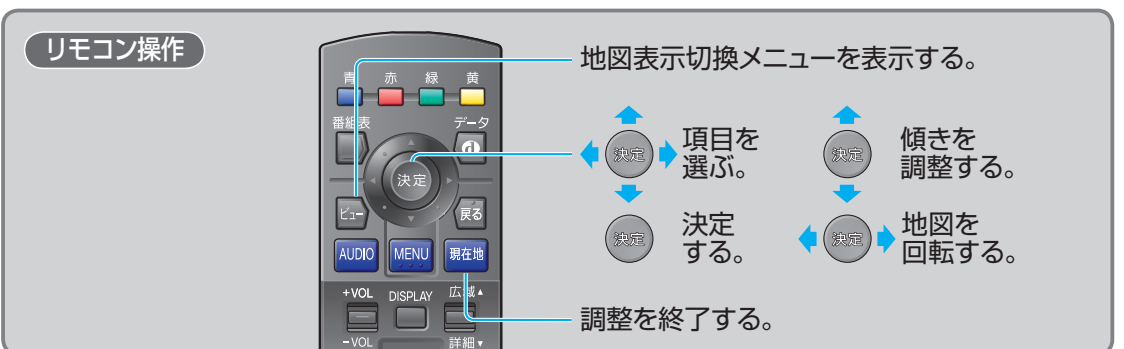 リモコン操作
地図表示切換メニューを表示する。
青 赤 緑 黄
番組表 データ
d
決定
決定
項目を
選ぶ。
決定
傾きを
調整する。
ビュー 戻る
決定
決定
する。
決定
地図を
回転する。
AUDIO MENU 現在地
+VOL DISPLAY 広域▲
調整を終了する。
-VOL 詳細▼